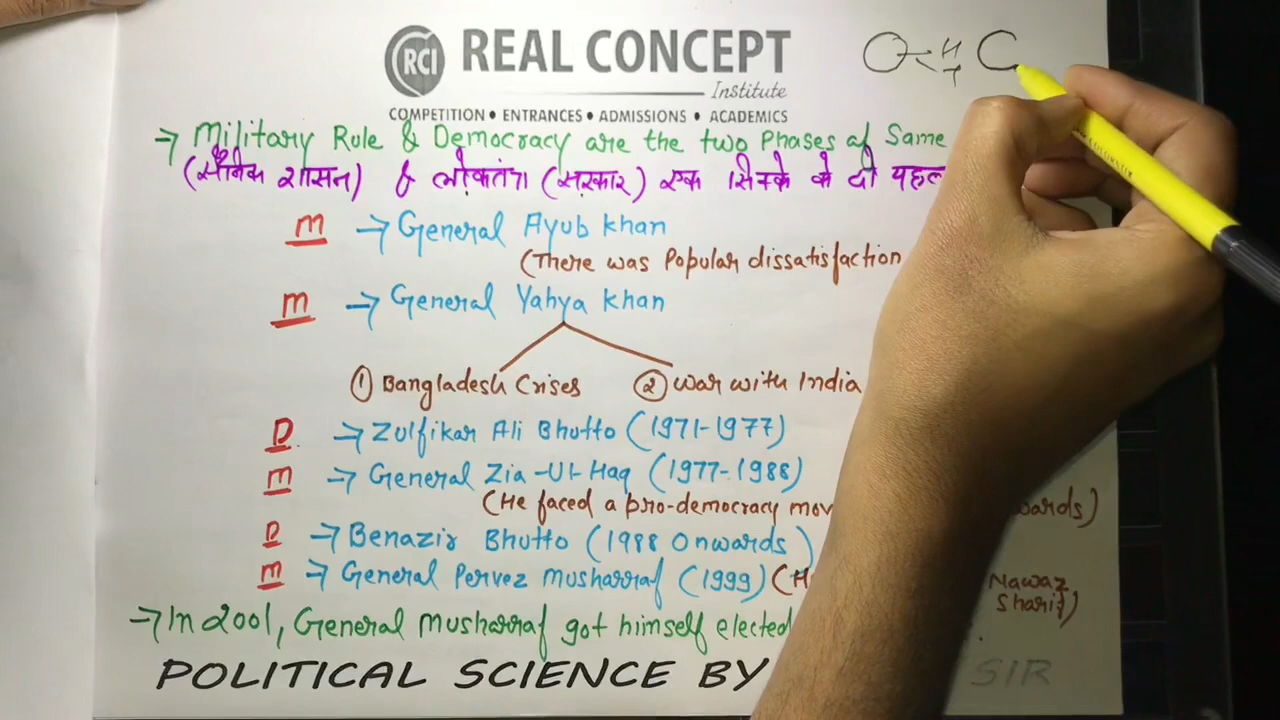 RCI REAL CONCEPT
Institute
COMPETITION • ENTRANCES • ADMISSIONS • ACADEMICS
H
T
→ Military Rule & Democracy are the two Phases of Same
(सैनिक शासन) & लोकतंत्र (सरकार) एक सिक्के के दो पहल
M → General Ayub Khan
(There was Popular dissatisfaction
M → General Yahya Khan
① Bangladesh Crises ② War with India
D → Zulfikar Ali Bhutto (1971-1977)
M → General Zia-Ul-Haq (1977-1988)
(He faced a pro-democracy mov wards)
D → Benazir Bhutto (1988 Onwards)
M → General Pervez Musharraf (1999) (H Nawaz
Sharif)
→ In 2001, General Musharraf got himself elected
POLITICAL SCIENCE BY SIR